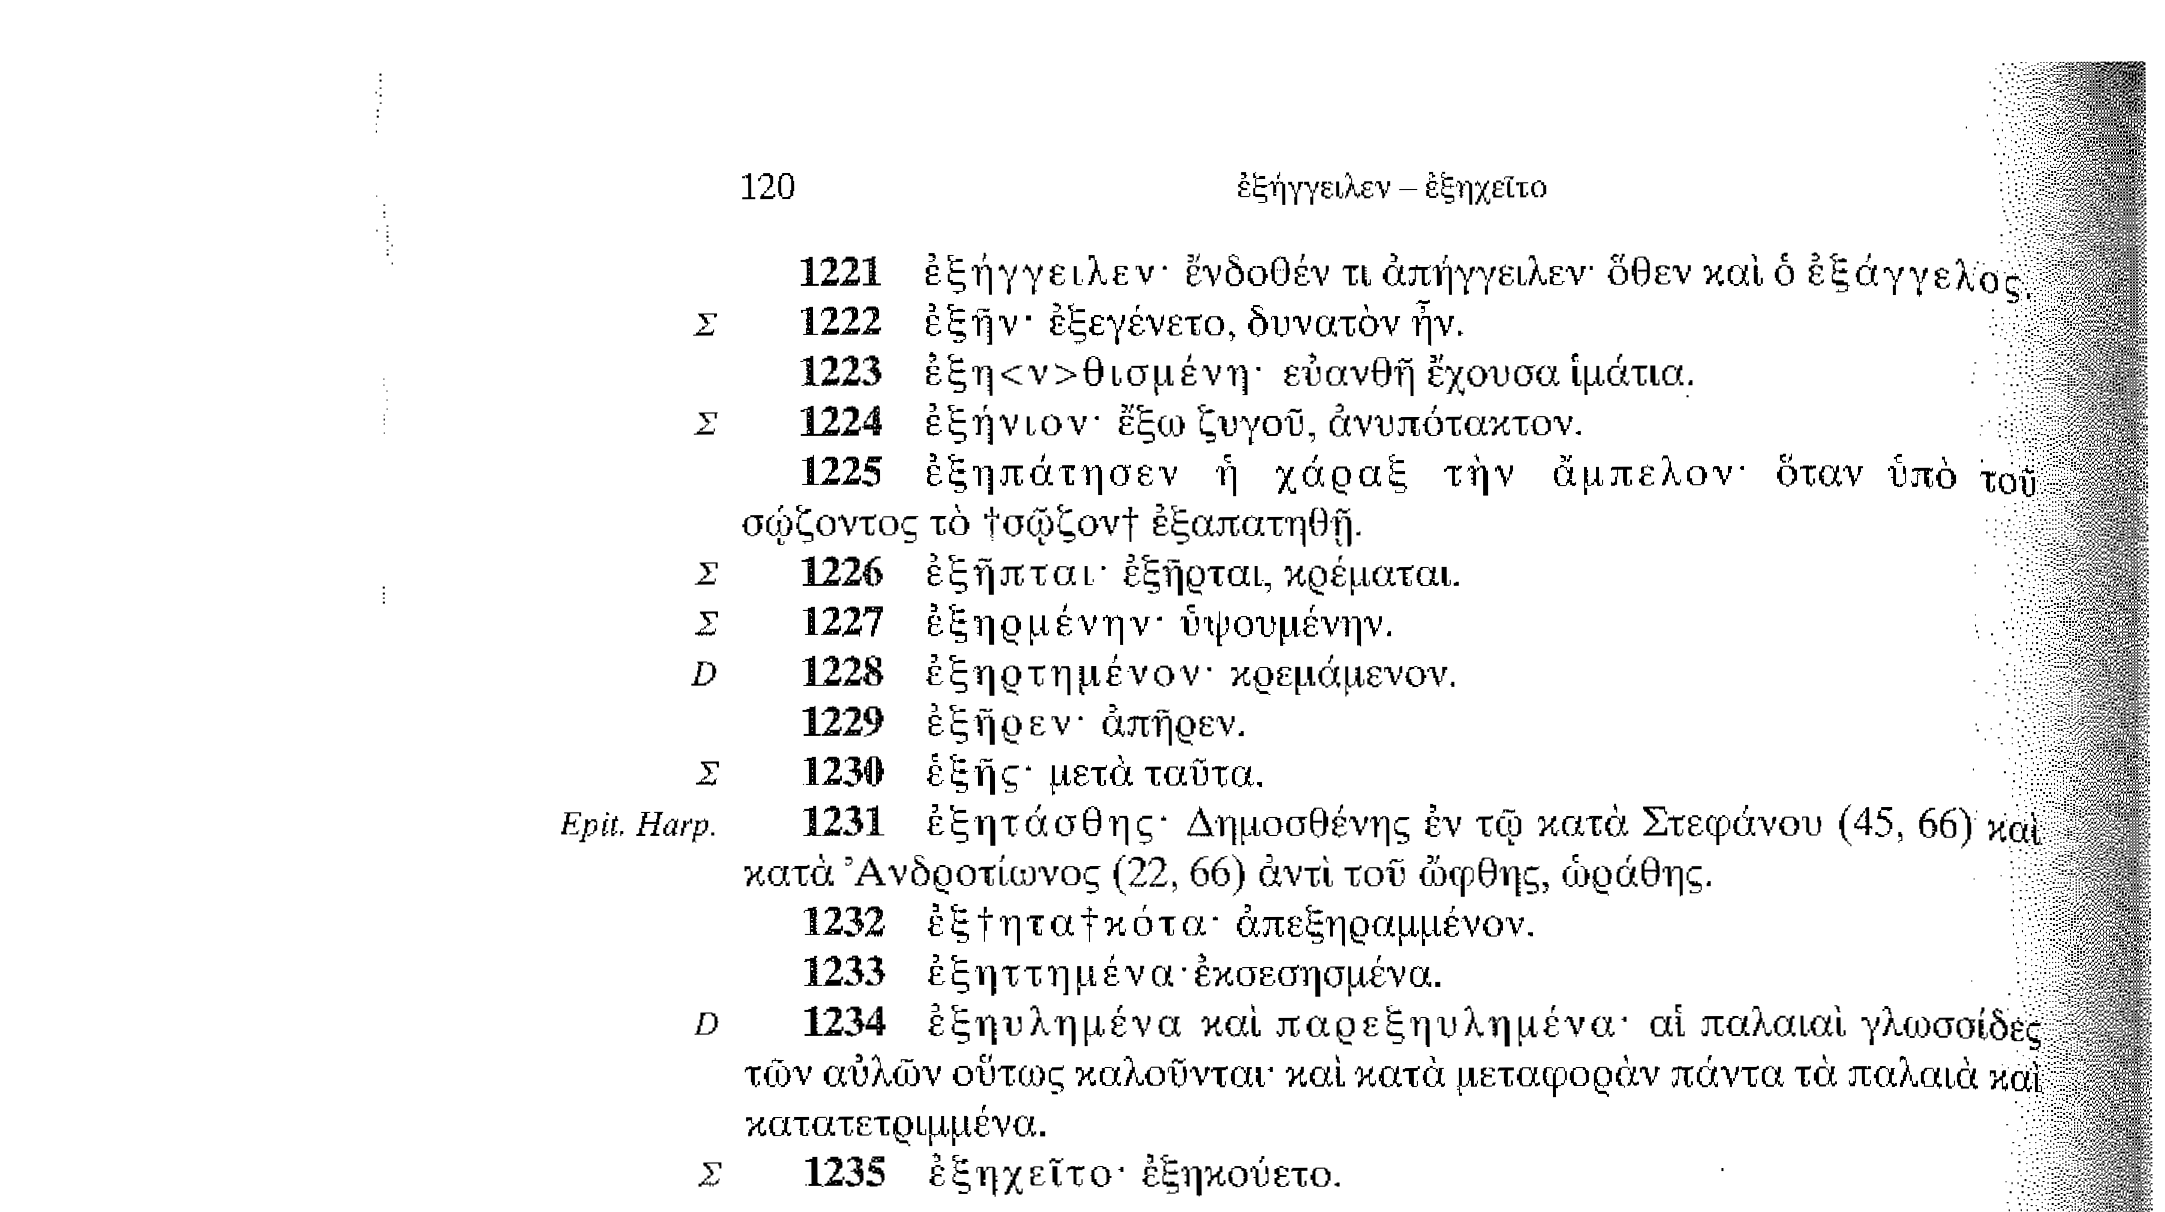 120 ἐξήγγειλεν – ἐξηχεῖτο
1221 ἐξήγγειλεν· ἔνδοθέν τι ἀπήγγειλεν· ὅθεν καὶ ὁ ἐξάγγελος.
Σ 1222 ἐξῆν· ἐξεγένετο, δυνατὸν ἦν.
1223 ἐξη<ν>θισμένη· εὐανθῆ ἔχουσα ἱμάτια.
Σ 1224 ἐξήνιον· ἔξω ζυγοῦ, ἀνυπότακτον.
1225 ἐξηπάτησεν ἡ χάραξ τὴν ἄμπελον· ὅταν ὑπὸ τοῦ
σῴζοντος τὸ †σῷζον† ἐξαπατηθῇ.
Σ 1226 ἐξῆπται· ἐξῆρται, κρέμαται.
Σ 1227 ἐξηρμένην· ὑψουμένην.
D 1228 ἐξηρτημένον· κρεμάμενον.
1229 ἐξῆρεν· ἀπῆρεν.
Σ 1230 ἑξῆς· μετὰ ταῦτα.
Epit. Harp. 1231 ἐξητάσθης· Δημοσθένης ἐν τῷ κατὰ Στεφάνου (45, 66) καὶ
κατὰ Ἀνδροτίωνος (22, 66) ἀντὶ τοῦ ὤφθης, ὡράθης.
1232 ἐξ†ητα†κότα· ἀπεξηραμμένον.
1233 ἐξηττημένα· ἐκσεσησμένα.
D 1234 ἐξηυλημένα καὶ παρεξηυλημένα· αἱ παλαιαὶ γλωσσίδες
τῶν αὐλῶν οὕτως καλοῦνται· καὶ κατὰ μεταφορὰν πάντα τὰ παλαιὰ καὶ
κατατετριμμένα.
Σ 1235 ἐξηχεῖτο· ἐξηκούετο.